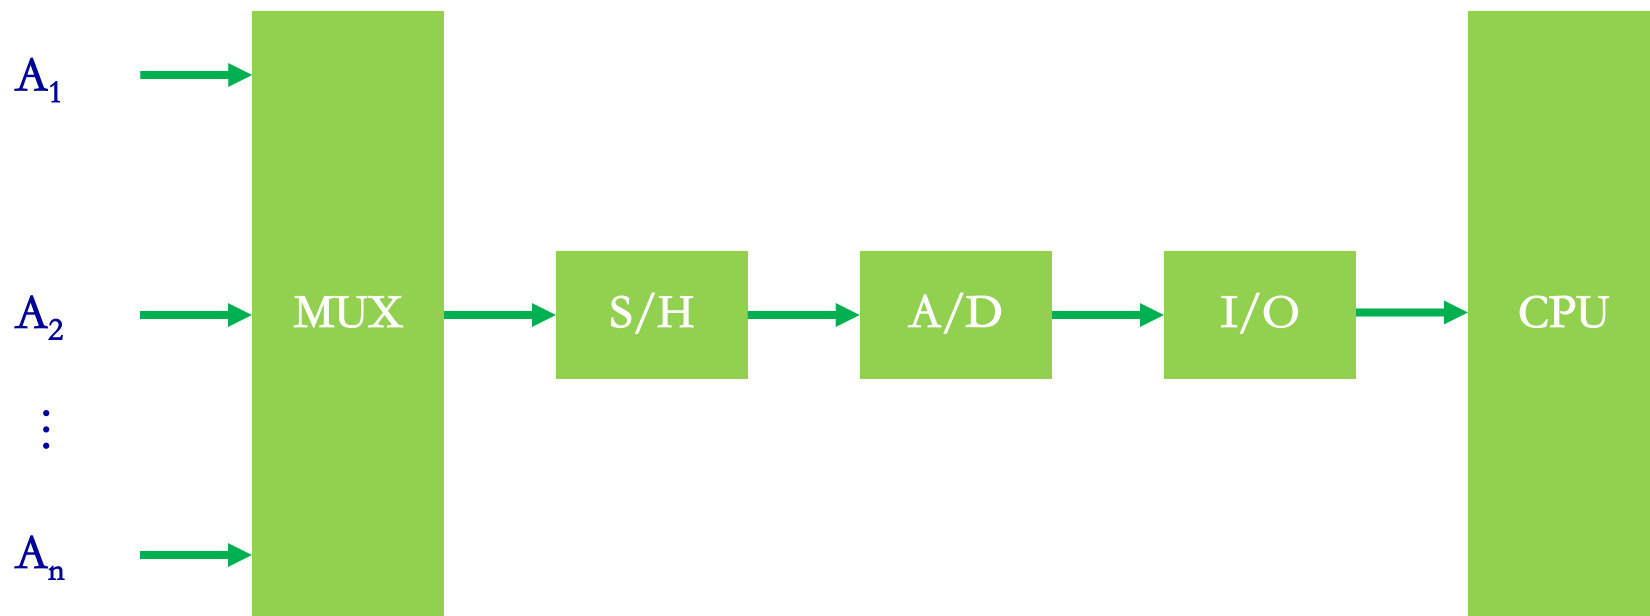 A₁
A₂
⋮
Aₙ
MUX
S/H
A/D
I/O
CPU